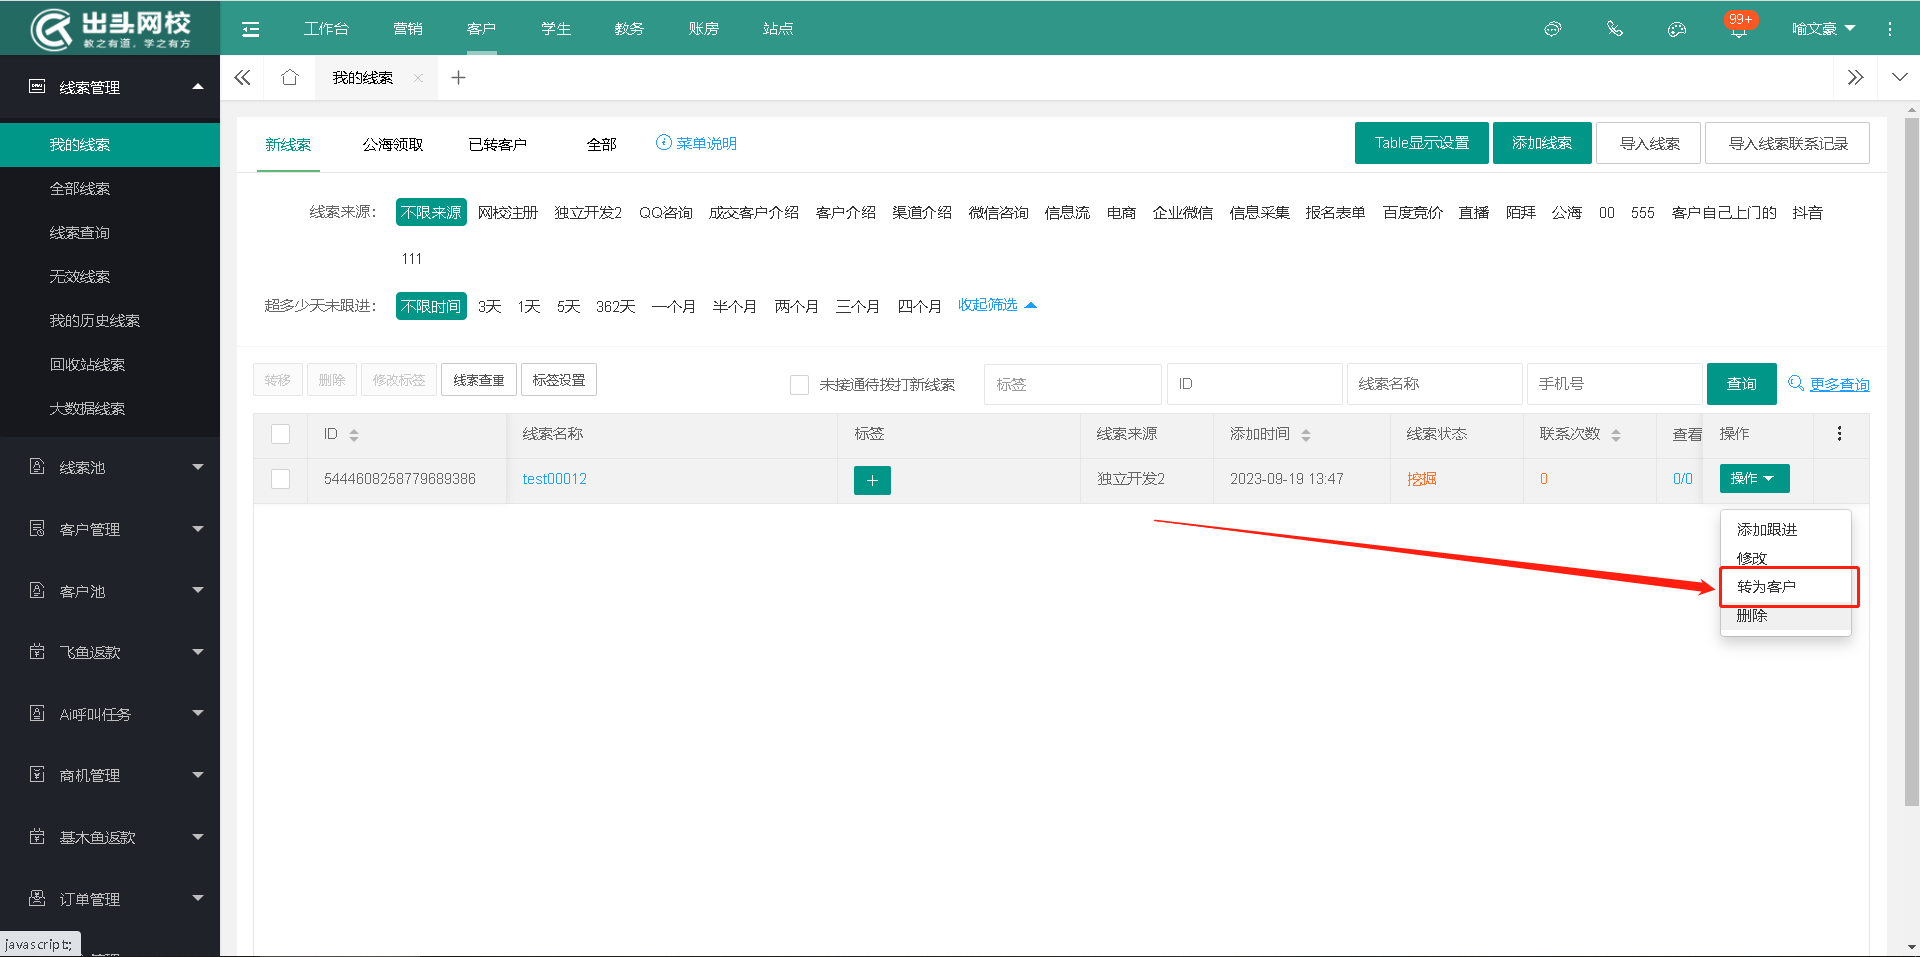 出头网校
教之有道，学之有方
工作台
营销
客户
学生
教务
账房
站点
99+
喻文豪
线索管理
我的线索
全部线索
线索查询
无效线索
我的历史线索
回收站线索
大数据线索
线索池
客户管理
客户池
飞鱼返款
Ai呼叫任务
商机管理
基木鱼返款
订单管理
javascript:;
我的线索
新线索
公海领取
已转客户
全部
菜单说明
Table显示设置
添加线索
导入线索
导入线索联系记录
线索来源： 不限来源 网校注册 独立开发2 QQ咨询 成交客户介绍 客户介绍 渠道介绍 微信咨询 信息流 电商 企业微信 信息采集 报名表单 百度竞价 直播 陌拜 公海 00 555 客户自己上门的 抖音
111
超多少天未跟进： 不限时间 3天 1天 5天 362天 一个月 半个月 两个月 三个月 四个月 收起筛选
转移
删除
修改标签
线索查重
标签设置
未接通待拨打新线索
标签
ID
线索名称
手机号
查询
更多查询
ID 线索名称 标签 线索来源 添加时间 线索状态 联系次数 查看 操作
5444608258779689386 test00012 + 独立开发2 2023-09-19 13:47 挖掘 0 0/0 操作
添加跟进
修改
转为客户
删除